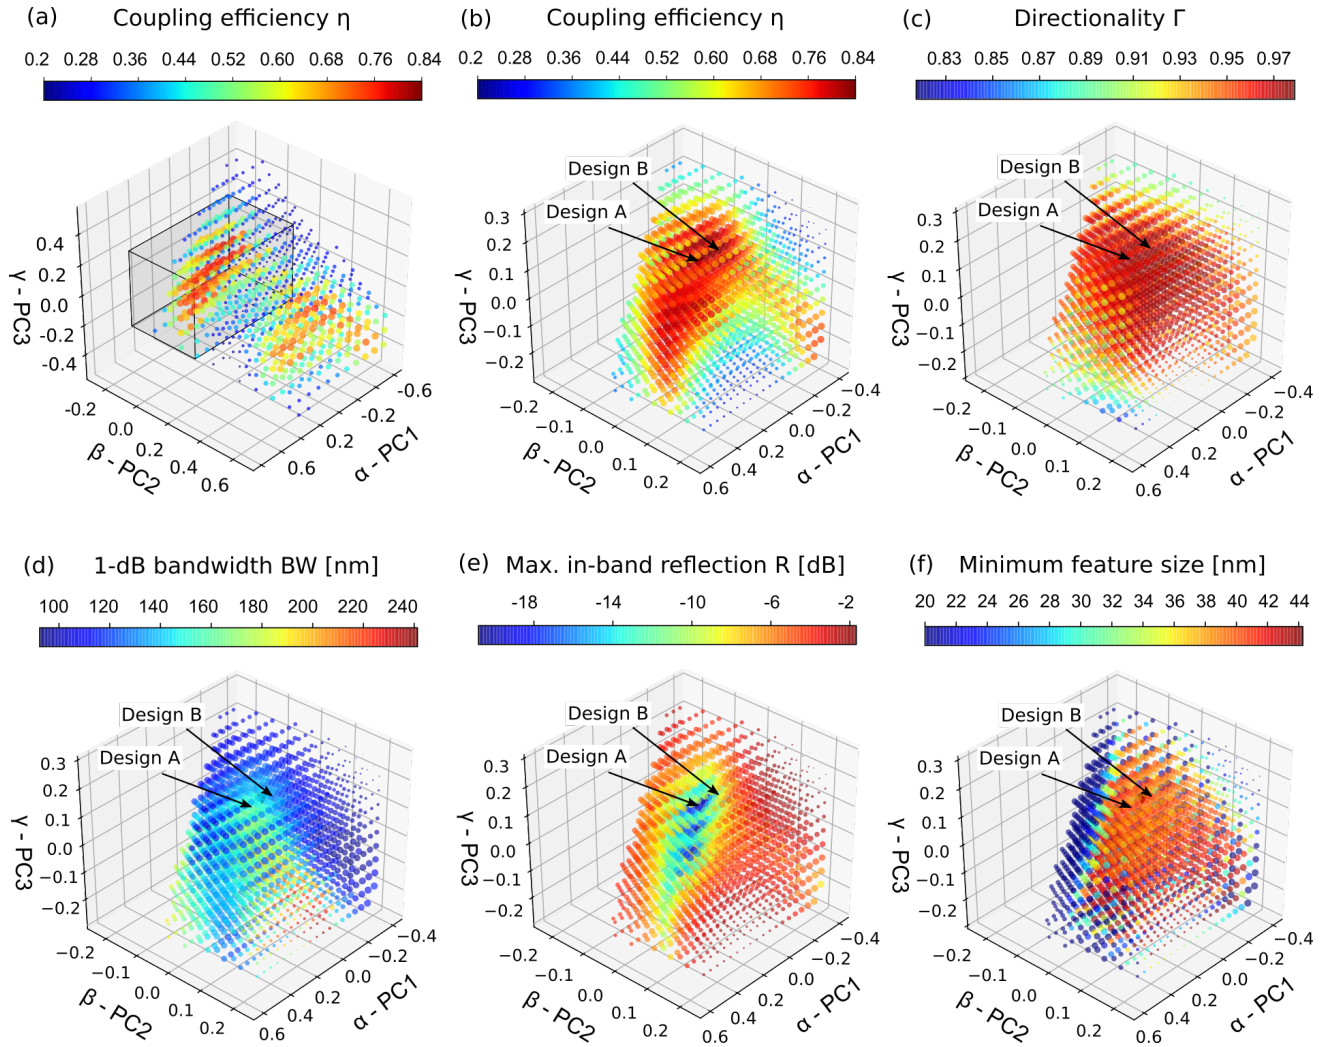 (a) Coupling efficiency η
0.2 0.28 0.36 0.44 0.52 0.60 0.68 0.76 0.84
γ - PC3
0.4
0.2
0.0
-0.2
-0.4
-0.2
0.0
0.2
0.4
0.6
β - PC2
-0.6
-0.2
0.2
0.6
α - PC1
(b) Coupling efficiency η
0.2 0.28 0.36 0.44 0.52 0.60 0.68 0.76 0.84
Design B
Design A
γ - PC3
0.3
0.2
0.1
0.0
−0.1
−0.2
−0.2
−0.1
0.0
0.1
0.2
β - PC2
−0.4
−0.2
0.0
0.2
0.4
0.6
α - PC1
(c) Directionality Γ
0.83 0.85 0.87 0.89 0.91 0.93 0.95 0.97
Design B
Design A
γ - PC3
0.3
0.2
0.1
0.0
−0.1
−0.2
−0.2
−0.1
0.0
0.1
0.2
β - PC2
−0.4
−0.2
0.0
0.2
0.4
0.6
α - PC1
(d) 1-dB bandwidth BW [nm]
100 120 140 160 180 200 220 240
Design B
Design A
γ - PC3
0.3
0.2
0.1
0.0
−0.1
−0.2
−0.2
−0.1
0.0
0.1
0.2
β - PC2
−0.4
−0.2
0.0
0.2
0.4
0.6
α - PC1
(e) Max. in-band reflection R [dB]
-18 -14 -10 -6 -2
Design B
Design A
γ - PC3
0.3
0.2
0.1
0.0
−0.1
−0.2
−0.2
−0.1
0.0
0.1
0.2
β - PC2
−0.4
−0.2
0.0
0.2
0.4
0.6
α - PC1
(f) Minimum feature size [nm]
20 22 24 26 28 30 32 34 36 38 40 42 44
Design B
Design A
γ - PC3
0.3
0.2
0.1
0.0
−0.1
−0.2
−0.2
−0.1
0.0
0.1
0.2
β - PC2
−0.4
−0.2
0.0
0.2
0.4
0.6
α - PC1